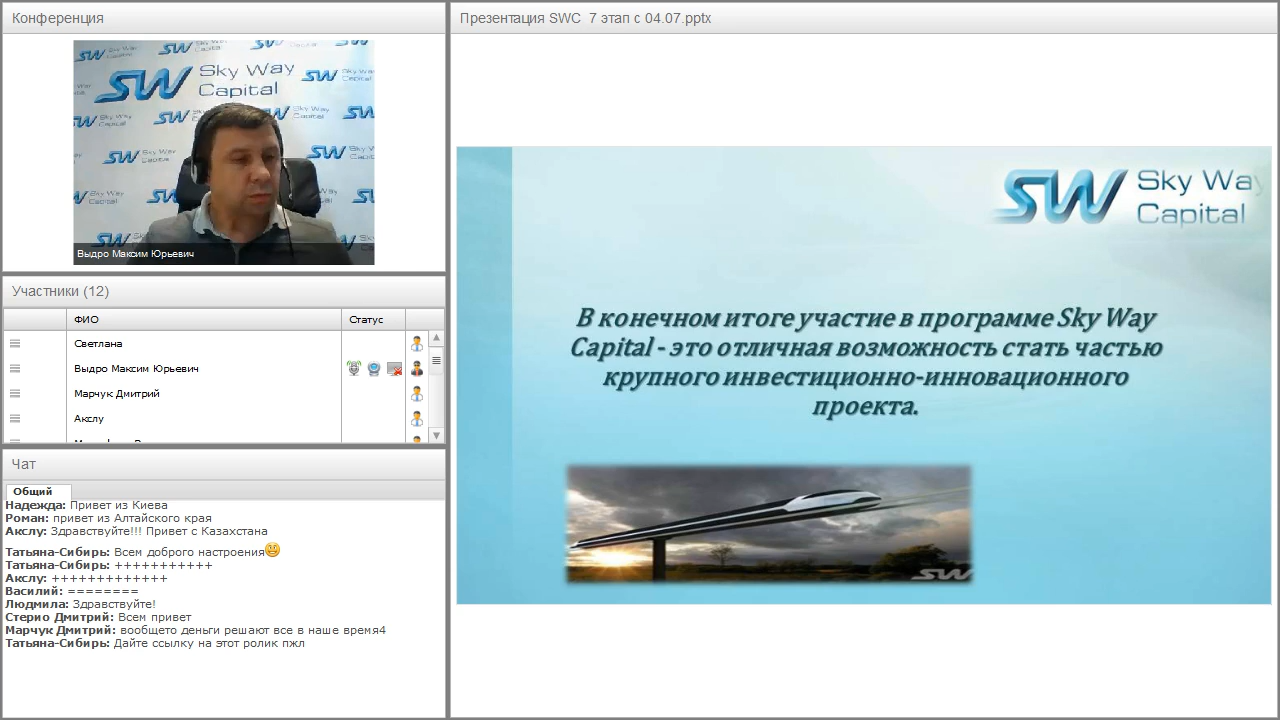 Конференция
SW Sky Way
Capital
Выдро Максим Юрьевич
Участники (12)
ФИО
Статус
Светлана
Выдро Максим Юрьевич
Марчук Дмитрий
Акслу
Чат
Общий
Надежда: Привет из Киева
Роман: привет из Алтайского края
Акслу: Здравствуйте!!! Привет с Казахстана
Татьяна-Сибирь: Всем доброго настроения
Татьяна-Сибирь: +++++++++++
Акслу: +++++++++++++
Василий: ========
Людмила: Здравствуйте!
Стерио Дмитрий: Всем привет
Марчук Дмитрий: вообщето деньги решают все в наше время4
Татьяна-Сибирь: Дайте ссылку на этот ролик пжл
Презентация SWC 7 этап с 04.07.pptx
SW Sky Way
Capital
В конечном итоге участие в программе Sky Way
Capital - это отличная возможность стать частью
крупного инвестиционно-инновационного
проекта.
SW